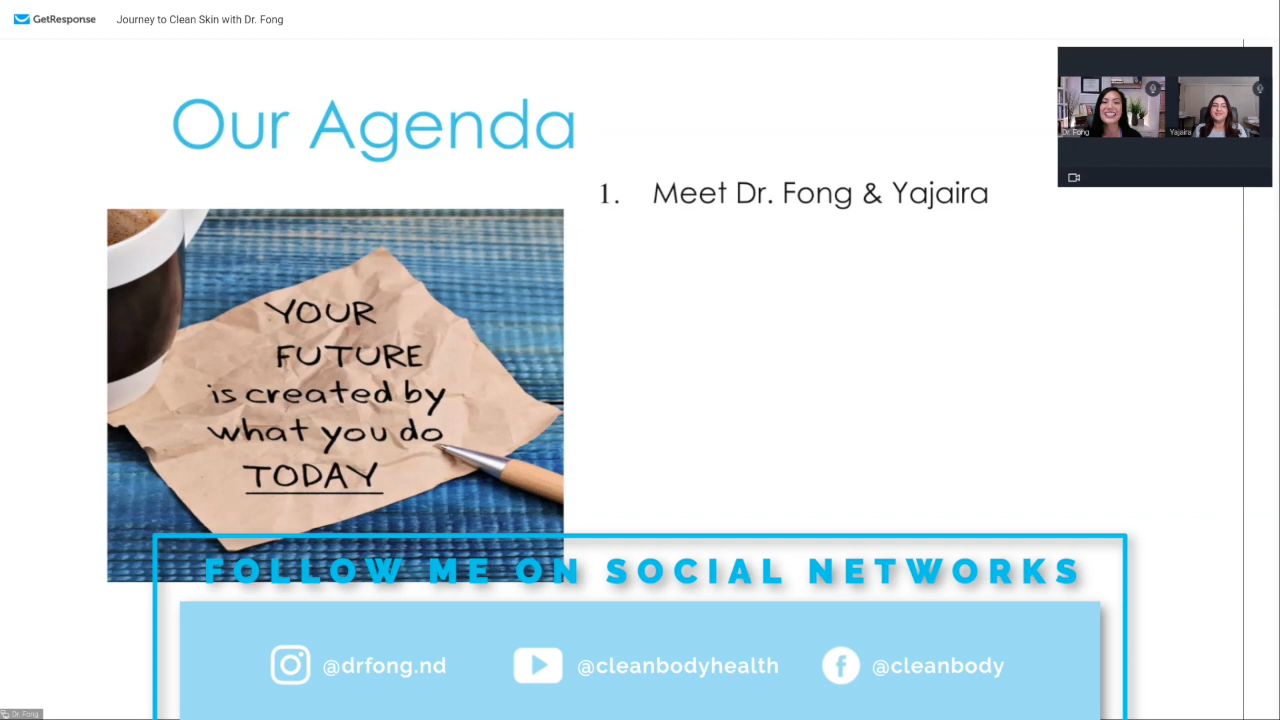 GetResponse
Journey to Clean Skin with Dr. Fong
Our Agenda
Dr. Fong
Yajaira
1. Meet Dr. Fong & Yajaira
YOUR
FUTURE
is created by
what you do
TODAY
FOLLOW ME ON SOCIAL NETWORKS
@drfong.nd
@cleanbodyhealth
@cleanbody
Dr. Fong